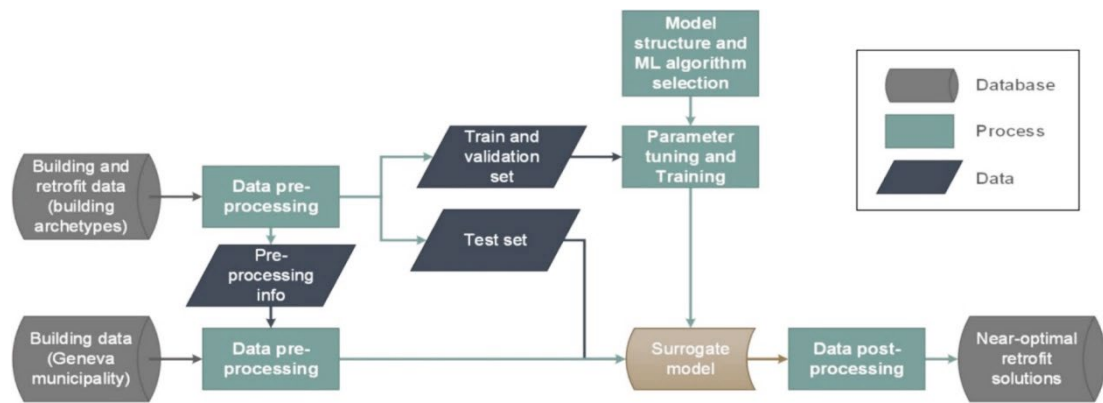 Model
structure and
ML algorithm
selection
Database
Process
Data
Train and
validation
set
Parameter
tuning and
Training
Building and
retrofit data
(building
archetypes)
Data pre-
processing
Test set
Pre-
processing
info
Building data
(Geneva
municipality)
Data pre-
processing
Surrogate
model
Data post-
processing
Near-optimal
retrofit
solutions